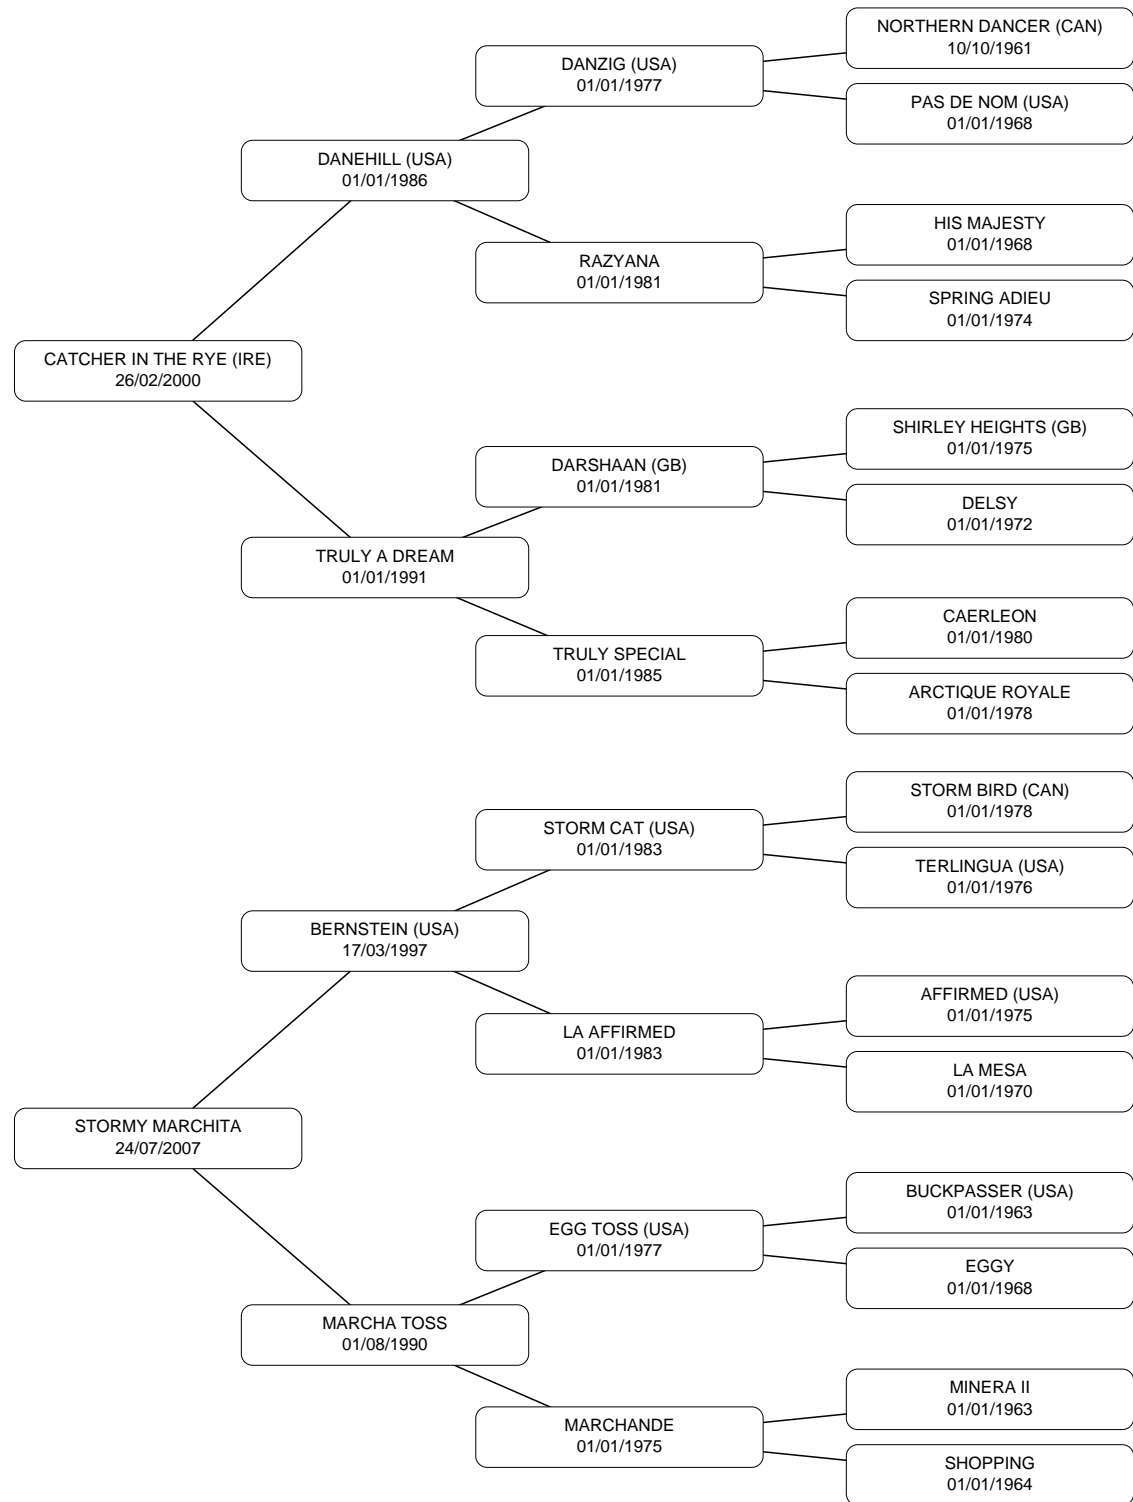 NORTHERN DANCER (CAN)
10/10/1961
DANZIG (USA)
01/01/1977
PAS DE NOM (USA)
01/01/1968
DANEHILL (USA)
01/01/1986
HIS MAJESTY
01/01/1968
RAZYANA
01/01/1981
SPRING ADIEU
01/01/1974
CATCHER IN THE RYE (IRE)
26/02/2000
SHIRLEY HEIGHTS (GB)
01/01/1975
DARSHAAN (GB)
01/01/1981
DELSY
01/01/1972
TRULY A DREAM
01/01/1991
CAERLEON
01/01/1980
TRULY SPECIAL
01/01/1985
ARCTIQUE ROYALE
01/01/1978
STORM BIRD (CAN)
01/01/1978
STORM CAT (USA)
01/01/1983
TERLINGUA (USA)
01/01/1976
BERNSTEIN (USA)
17/03/1997
AFFIRMED (USA)
01/01/1975
LA AFFIRMED
01/01/1983
LA MESA
01/01/1970
STORMY MARCHITA
24/07/2007
BUCKPASSER (USA)
01/01/1963
EGG TOSS (USA)
01/01/1977
EGGY
01/01/1968
MARCHA TOSS
01/08/1990
MINERA II
01/01/1963
MARCHANDE
01/01/1975
SHOPPING
01/01/1964